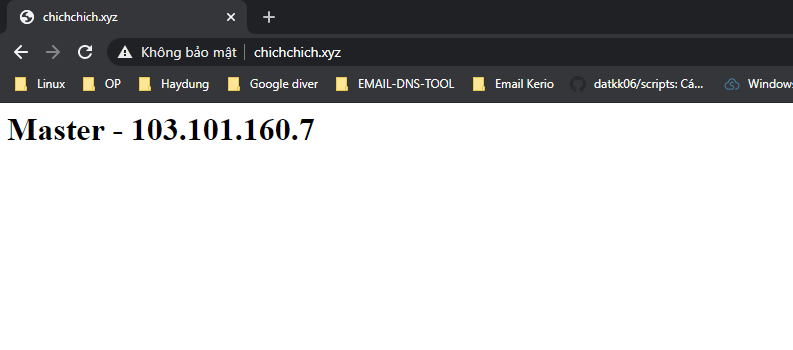 chichchich.xyz
Không bảo mật chichchich.xyz
Linux OP Haydung Google diver EMAIL-DNS-TOOL Email Kerio datkk06/scripts: Cá... Windows
Master - 103.101.160.7